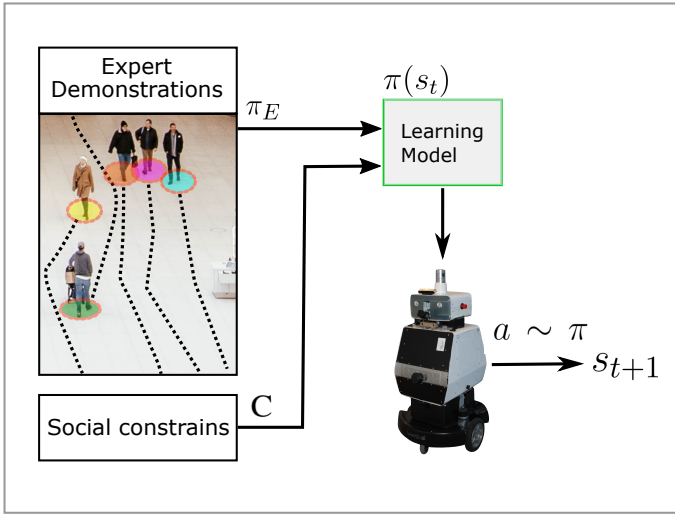 Expert
Demonstrations
π_E
π(s_t)
Learning
Model
a ∼ π
s_{t+1}
C
Social constrains